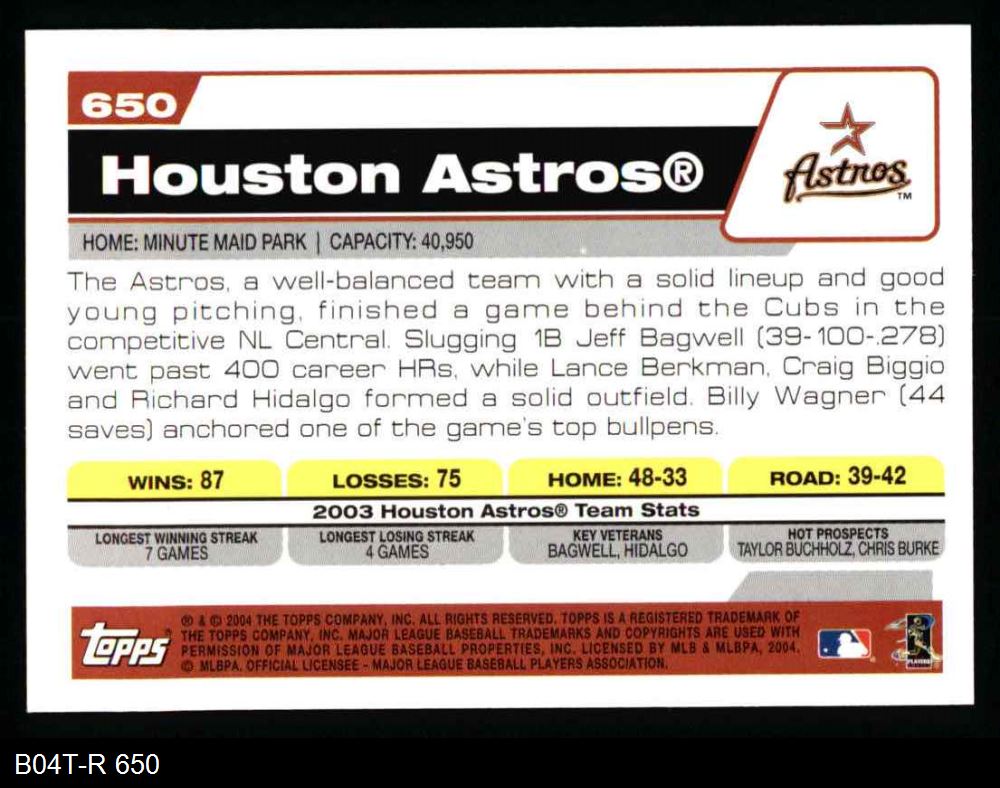 650
Houston Astros®
Astros™
HOME: MINUTE MAID PARK | CAPACITY: 40,950
The Astros, a well-balanced team with a solid lineup and good
young pitching, finished a game behind the Cubs in the
competitive NL Central. Slugging 1B Jeff Bagwell (39-100-.278)
went past 400 career HRs, while Lance Berkman, Craig Biggio
and Richard Hidalgo formed a solid outfield. Billy Wagner (44
saves) anchored one of the game's top bullpens.
WINS: 87 LOSSES: 75 HOME: 48-33 ROAD: 39-42
2003 Houston Astros® Team Stats
LONGEST WINNING STREAK LONGEST LOSING STREAK KEY VETERANS HOT PROSPECTS
7 GAMES 4 GAMES BAGWELL, HIDALGO TAYLOR BUCHHOLZ, CHRIS BURKE
topps
® & © 2004 THE TOPPS COMPANY, INC. ALL RIGHTS RESERVED. TOPPS IS A REGISTERED TRADEMARK OF
THE TOPPS COMPANY, INC. MAJOR LEAGUE BASEBALL TRADEMARKS AND COPYRIGHTS ARE USED WITH
PERMISSION OF MAJOR LEAGUE BASEBALL PROPERTIES, INC. LICENSED BY MLB & MLBPA, 2004.
© MLBPA. OFFICIAL LICENSEE - MAJOR LEAGUE BASEBALL PLAYERS ASSOCIATION.
PLAYERS
B04T-R 650